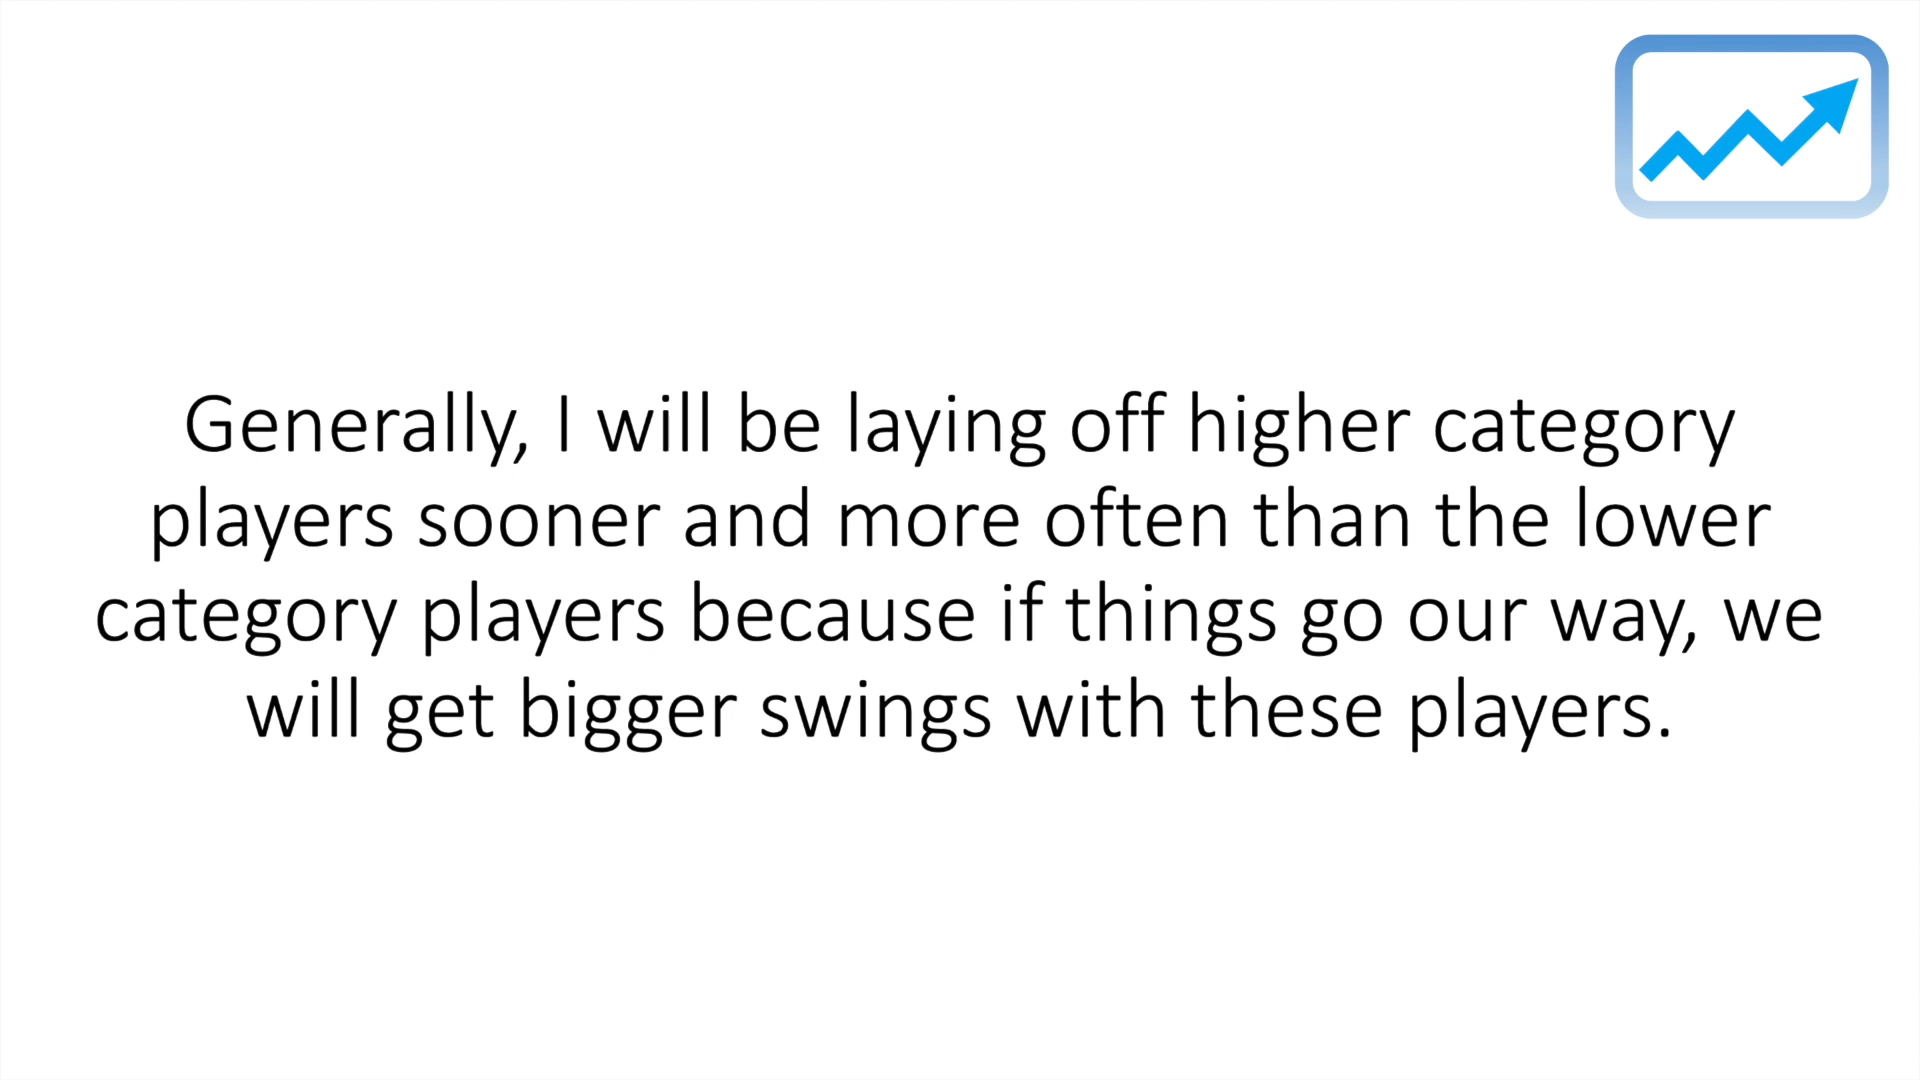 Generally, I will be laying off higher category
players sooner and more often than the lower
category players because if things go our way, we
will get bigger swings with these players.